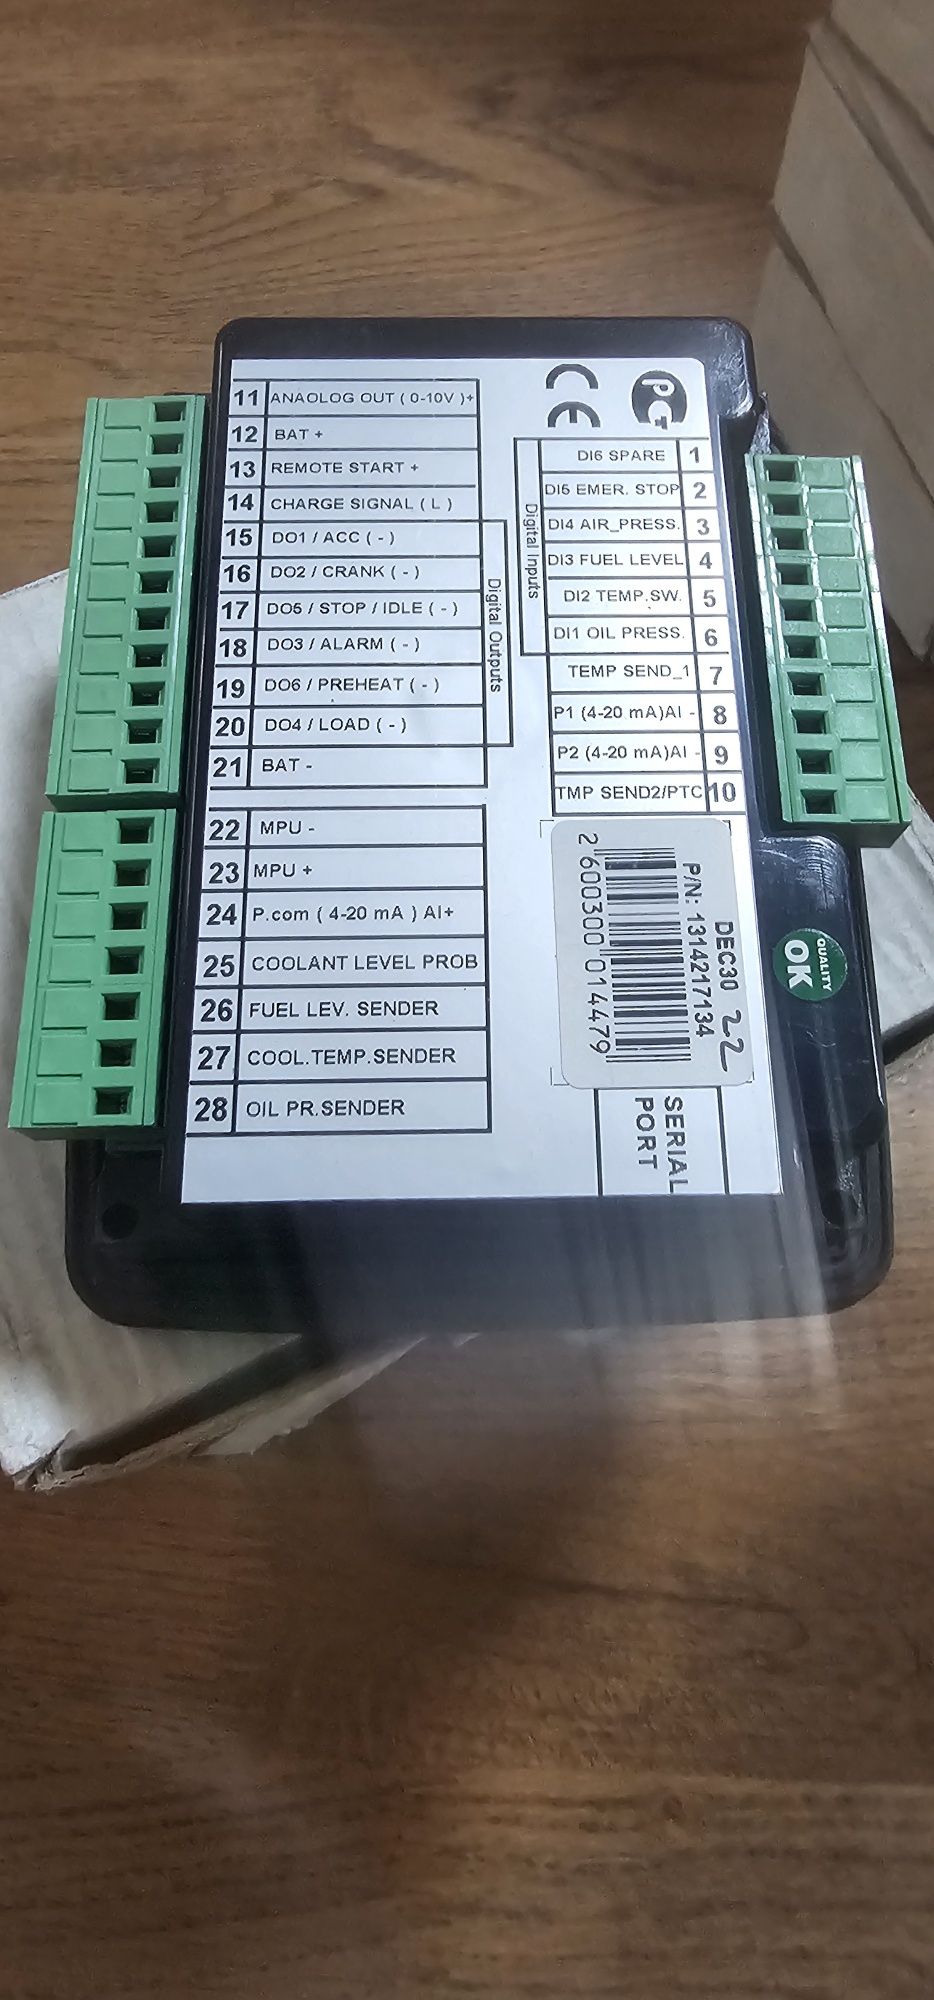 11 ANAOLOG OUT ( 0-10V )+
12 BAT +
13 REMOTE START +
14 CHARGE SIGNAL ( L )
15 DO1 / ACC ( - )
16 DO2 / CRANK ( - )
17 DO5 / STOP / IDLE ( - )
18 DO3 / ALARM ( - )
19 DO6 / PREHEAT ( - )
20 DO4 / LOAD ( - )
21 BAT -
Digital Outputs
22 MPU -
23 MPU +
24 P.com ( 4-20 mA ) AI+
25 COOLANT LEVEL PROB
26 FUEL LEV. SENDER
27 COOL.TEMP.SENDER
28 OIL PR.SENDER
CE
Digital Inputs
DI6 SPARE 1
DI5 EMER. STOP 2
DI4 AIR_PRESS. 3
DI3 FUEL LEVEL 4
DI2 TEMP.SW. 5
DI1 OIL PRESS. 6
TEMP SEND_1 7
P1 (4-20 mA)AI - 8
P2 (4-20 mA)AI - 9
TMP SEND2/PTC 10
DEC30 22
P/N: 1314217134
2 600300 014479
QUALITY
OK
SERIAL
PORT